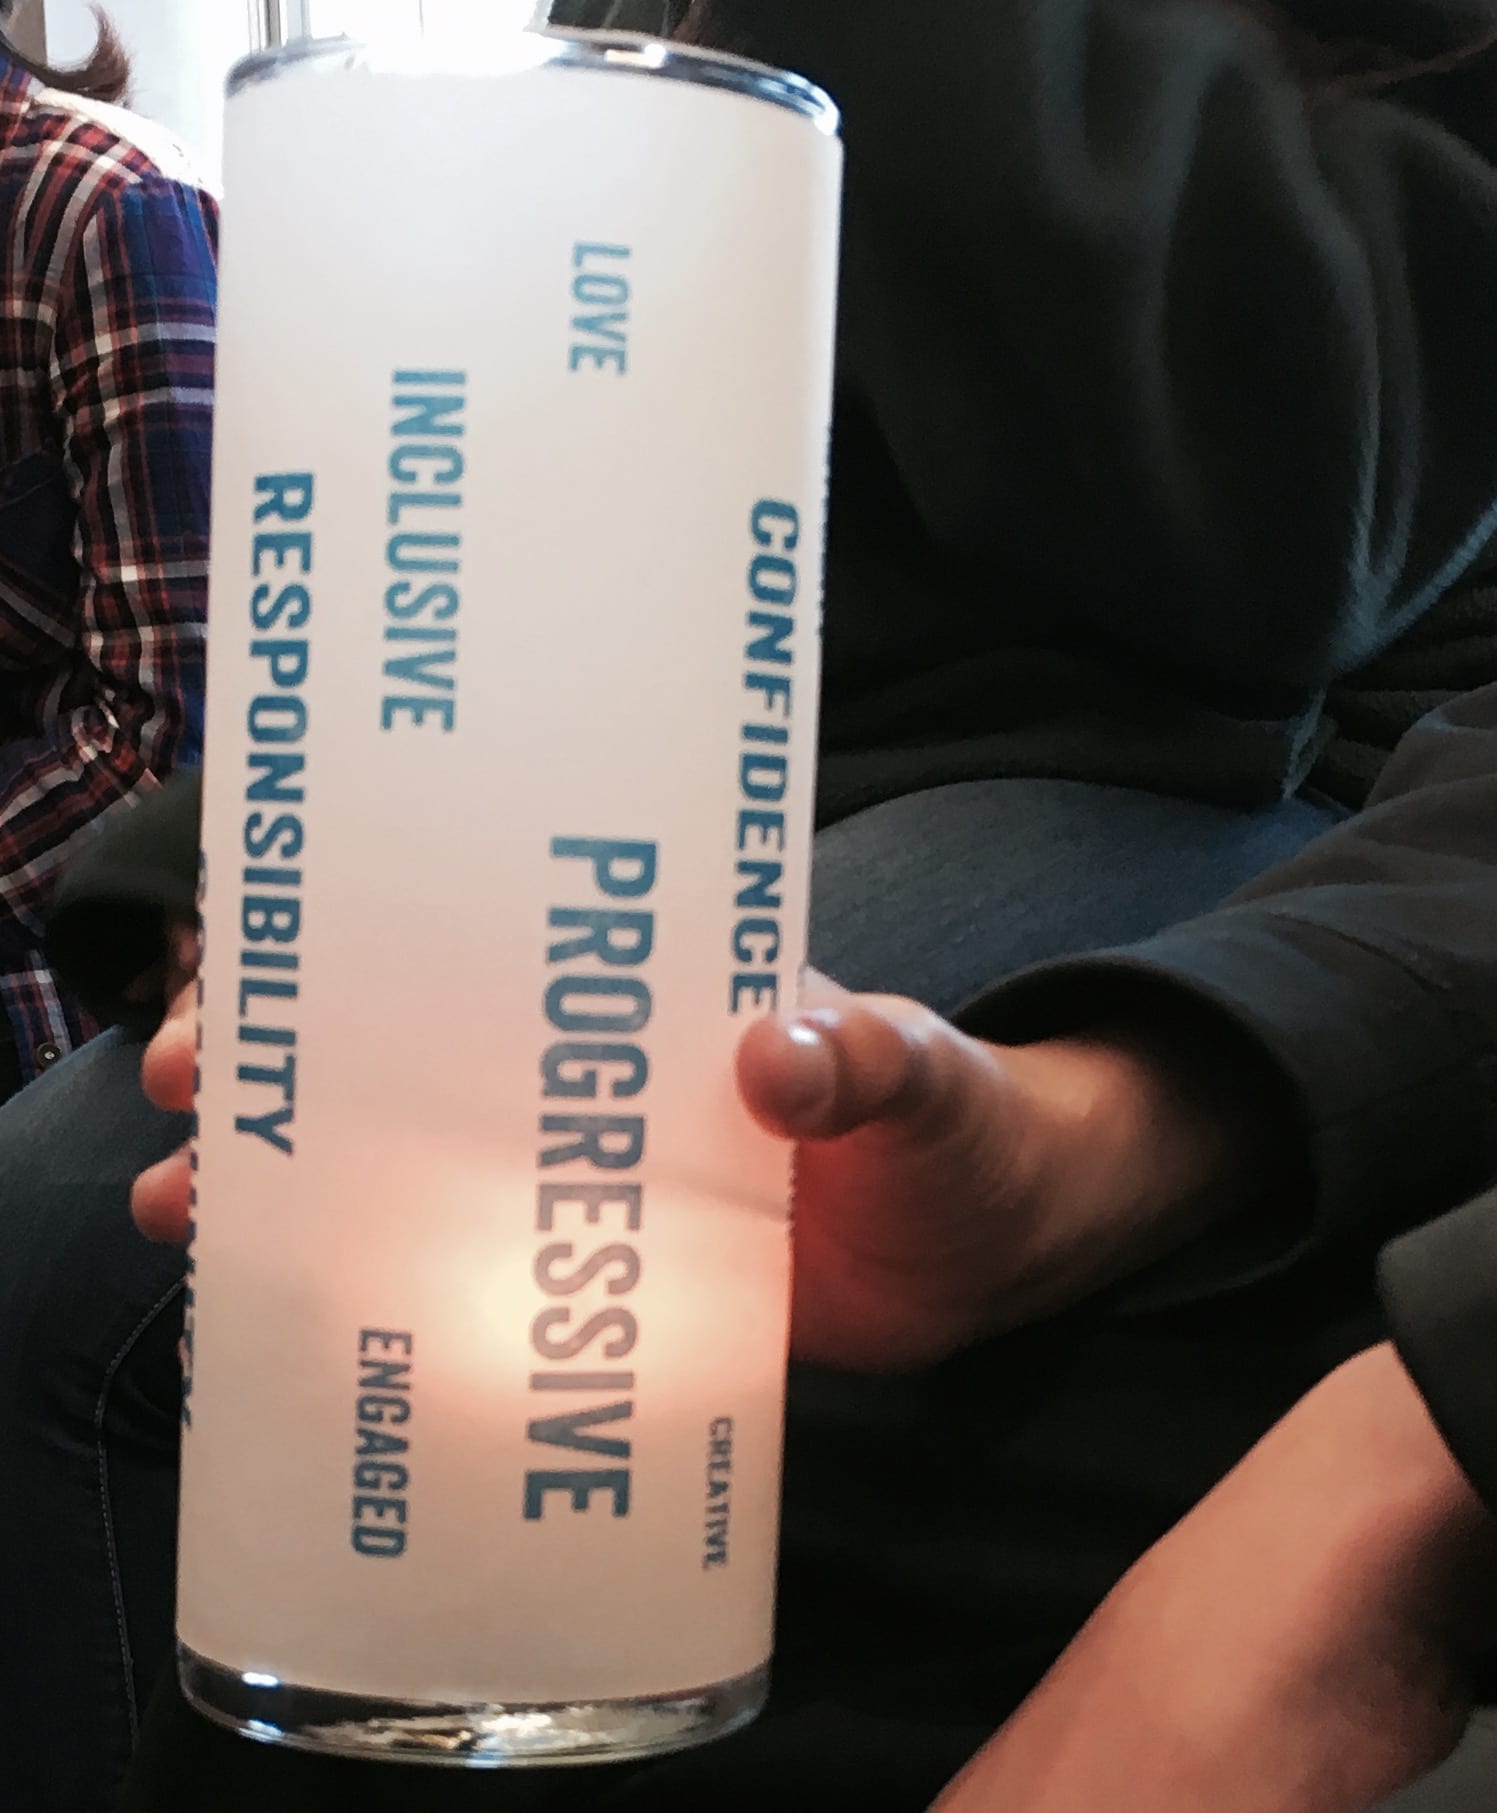 LOVE
INCLUSIVE
RESPONSIBILITY
CONFIDENCE
PROGRESSIVE
ENGAGED
CREATIVE